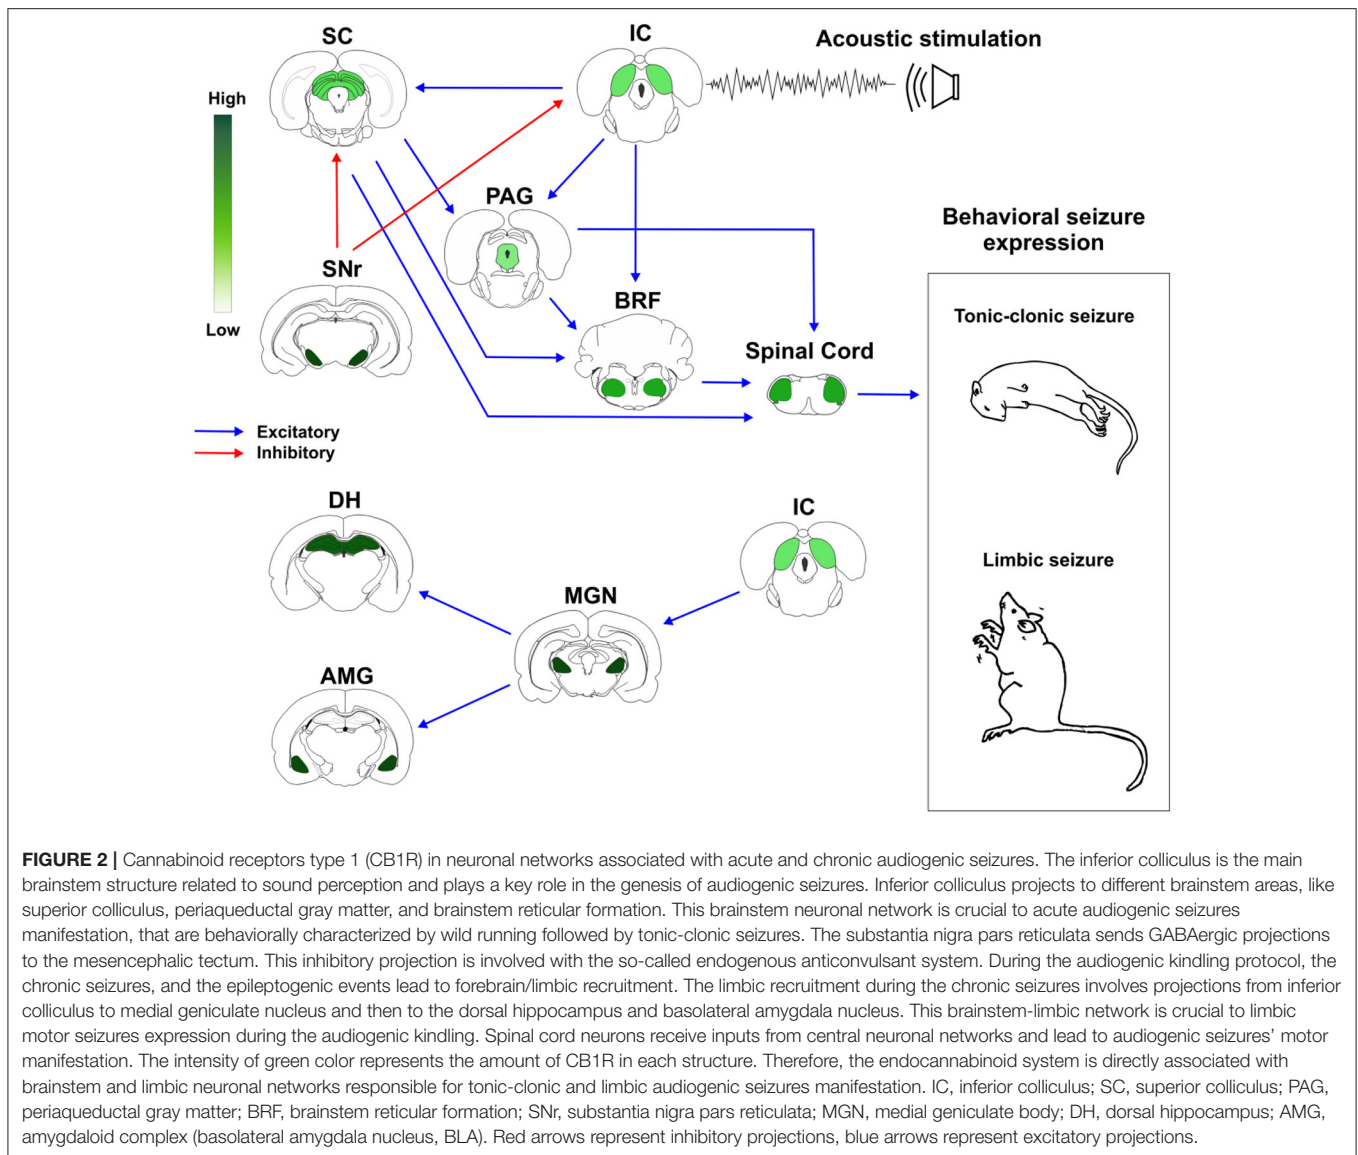 SC
IC
Acoustic stimulation
High
Low
PAG
SNr
BRF
Spinal Cord
Behavioral seizure
expression
Tonic-clonic seizure
Excitatory
Inhibitory
DH
IC
MGN
AMG
Limbic seizure
FIGURE 2 | Cannabinoid receptors type 1 (CB1R) in neuronal networks associated with acute and chronic audiogenic seizures. The inferior colliculus is the main
brainstem structure related to sound perception and plays a key role in the genesis of audiogenic seizures. Inferior colliculus projects to different brainstem areas, like
superior colliculus, periaqueductal gray matter, and brainstem reticular formation. This brainstem neuronal network is crucial to acute audiogenic seizures
manifestation, that are behaviorally characterized by wild running followed by tonic-clonic seizures. The substantia nigra pars reticulata sends GABAergic projections
to the mesencephalic tectum. This inhibitory projection is involved with the so-called endogenous anticonvulsant system. During the audiogenic kindling protocol, the
chronic seizures, and the epileptogenic events lead to forebrain/limbic recruitment. The limbic recruitment during the chronic seizures involves projections from inferior
colliculus to medial geniculate nucleus and then to the dorsal hippocampus and basolateral amygdala nucleus. This brainstem-limbic network is crucial to limbic
motor seizures expression during the audiogenic kindling. Spinal cord neurons receive inputs from central neuronal networks and lead to audiogenic seizures' motor
manifestation. The intensity of green color represents the amount of CB1R in each structure. Therefore, the endocannabinoid system is directly associated with
brainstem and limbic neuronal networks responsible for tonic-clonic and limbic audiogenic seizures manifestation. IC, inferior colliculus; SC, superior colliculus; PAG,
periaqueductal gray matter; BRF, brainstem reticular formation; SNr, substantia nigra pars reticulata; MGN, medial geniculate body; DH, dorsal hippocampus; AMG,
amygdaloid complex (basolateral amygdala nucleus, BLA). Red arrows represent inhibitory projections, blue arrows represent excitatory projections.